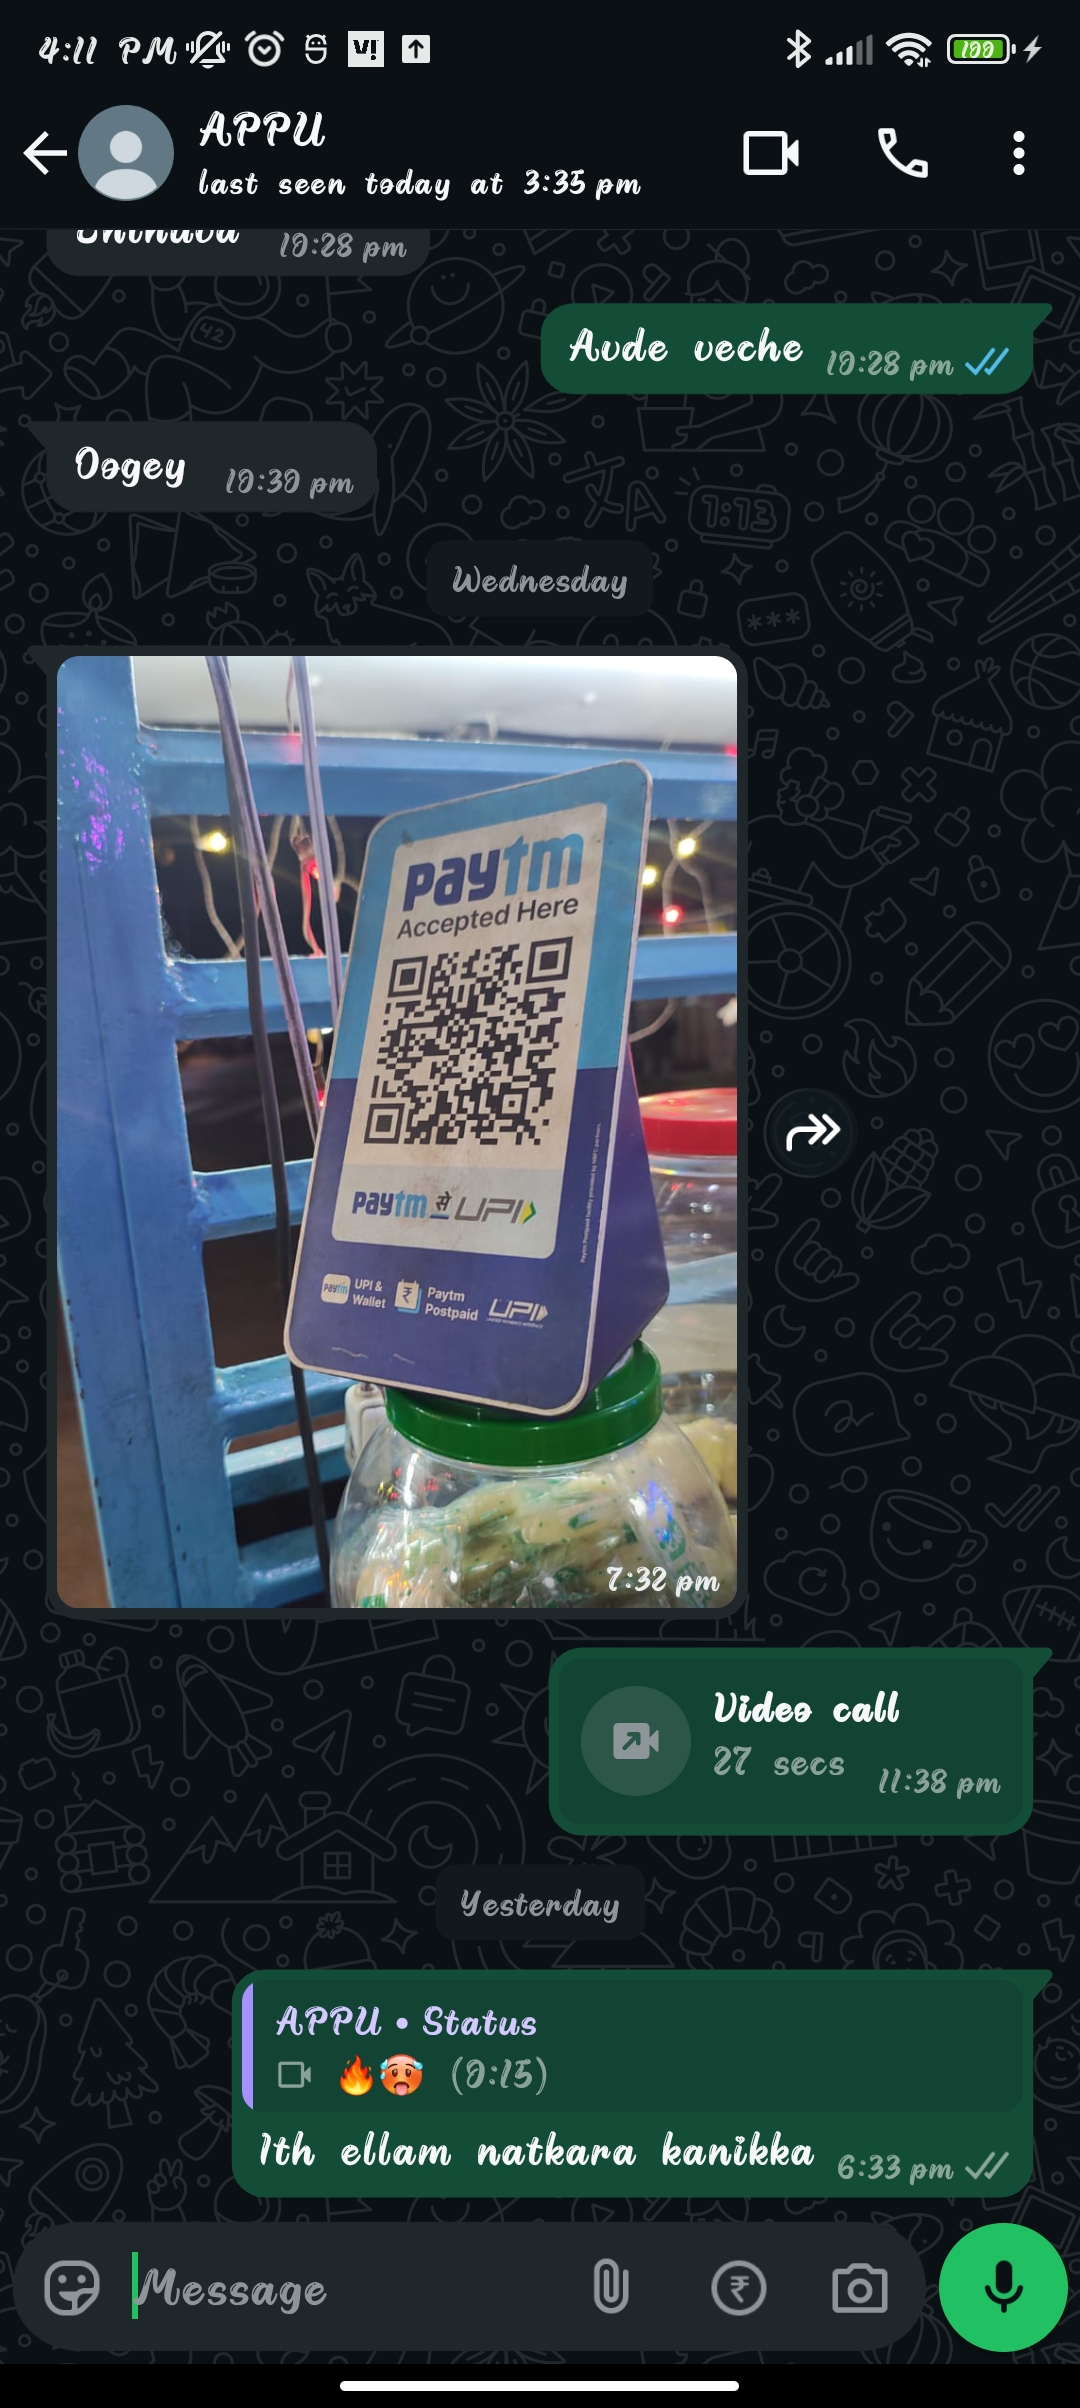 4:11 PM
100
APPU
last seen today at 3:35 pm
10:28 pm
Avde veche 10:28 pm
Oogey 10:30 pm
Wednesday
paytm
Accepted Here
paytm से UPI
paytm UPI & Wallet
Paytm Postpaid
UPI
7:32 pm
Video call
27 secs 11:38 pm
Yesterday
APPU • Status
🔥🥵 (0:15)
Ith ellam natkara kanikka 6:33 pm
Message